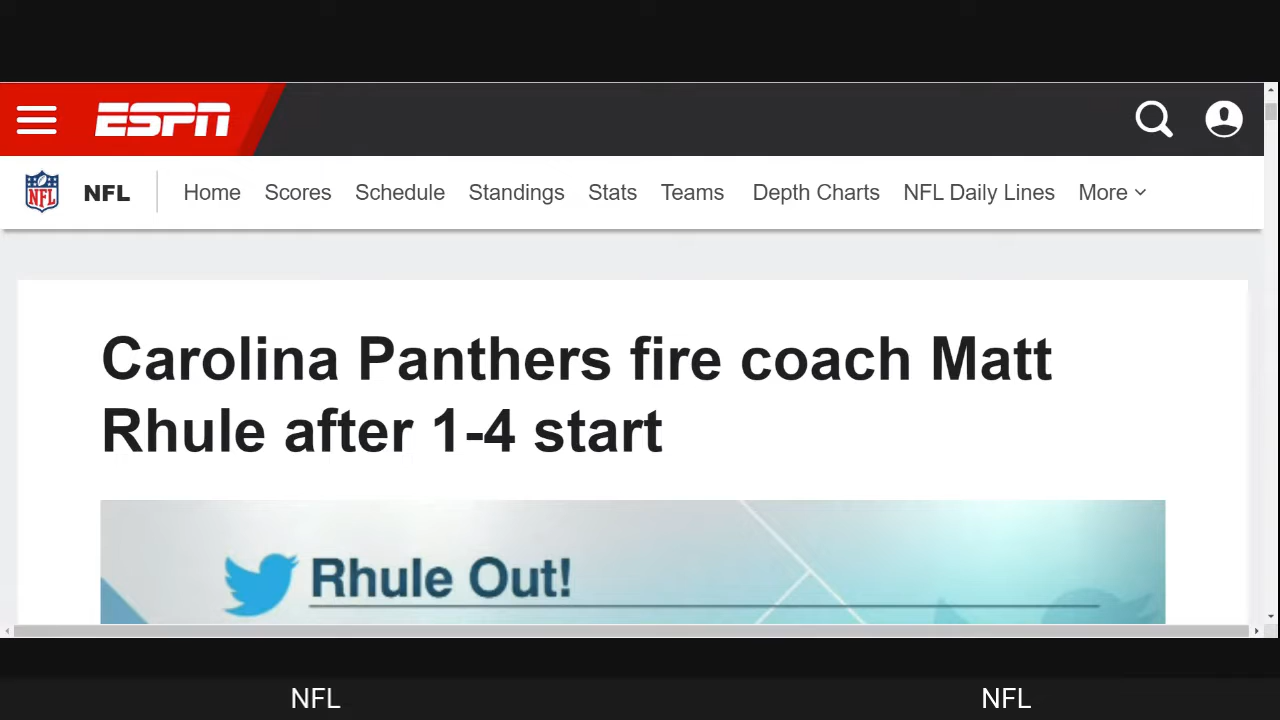 ESPN
NFL NFL Home Scores Schedule Standings Stats Teams Depth Charts NFL Daily Lines More
Carolina Panthers fire coach Matt
Rhule after 1-4 start
Rhule Out!
NFL NFL